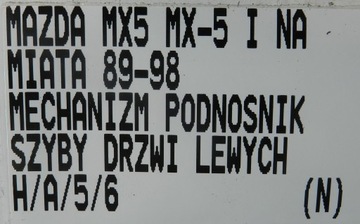 MAZDA MX5 MX-5 I NA
MIATA 89-98
MECHANIZM PODNOSNIK
SZYBY DRZWI LEWYCH
H/A/5/6 (N)